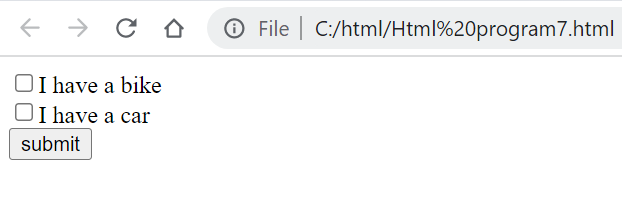 File | C:/html/Html%20program7.html
I have a bike
I have a car
submit